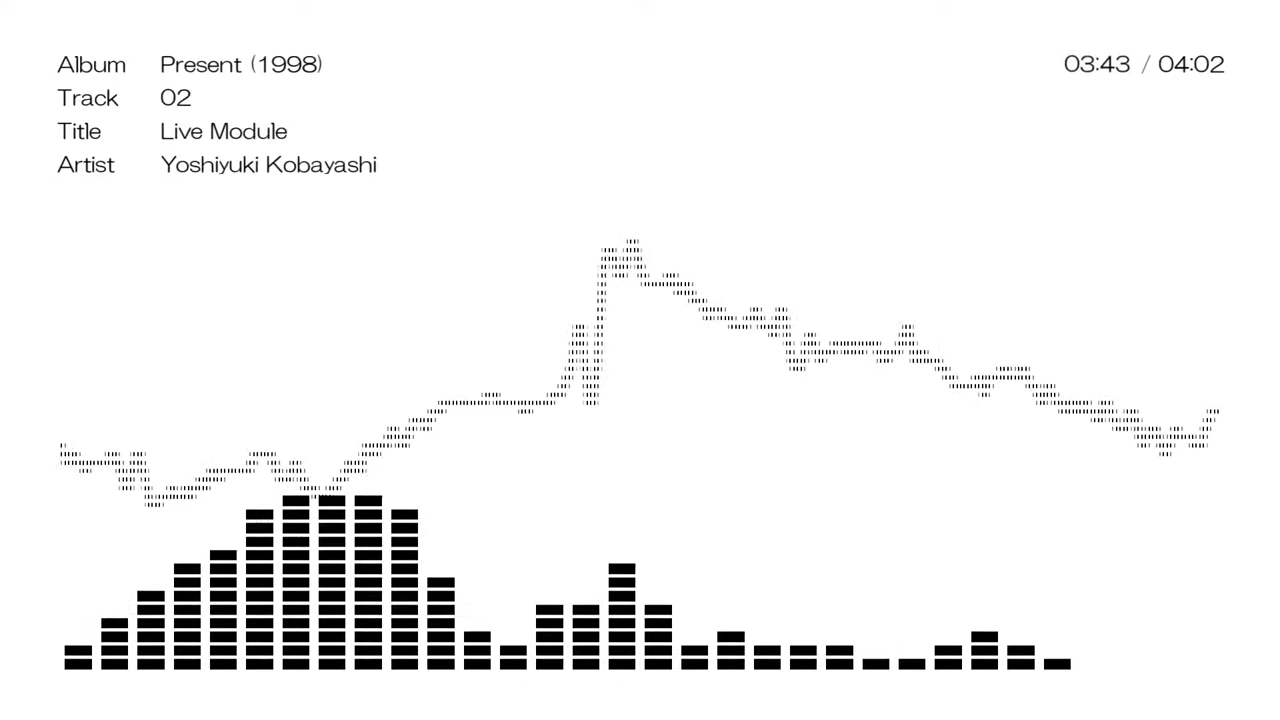 Album Present (1998) 03:43 / 04:02
Track 02
Title Live Module
Artist Yoshiyuki Kobayashi